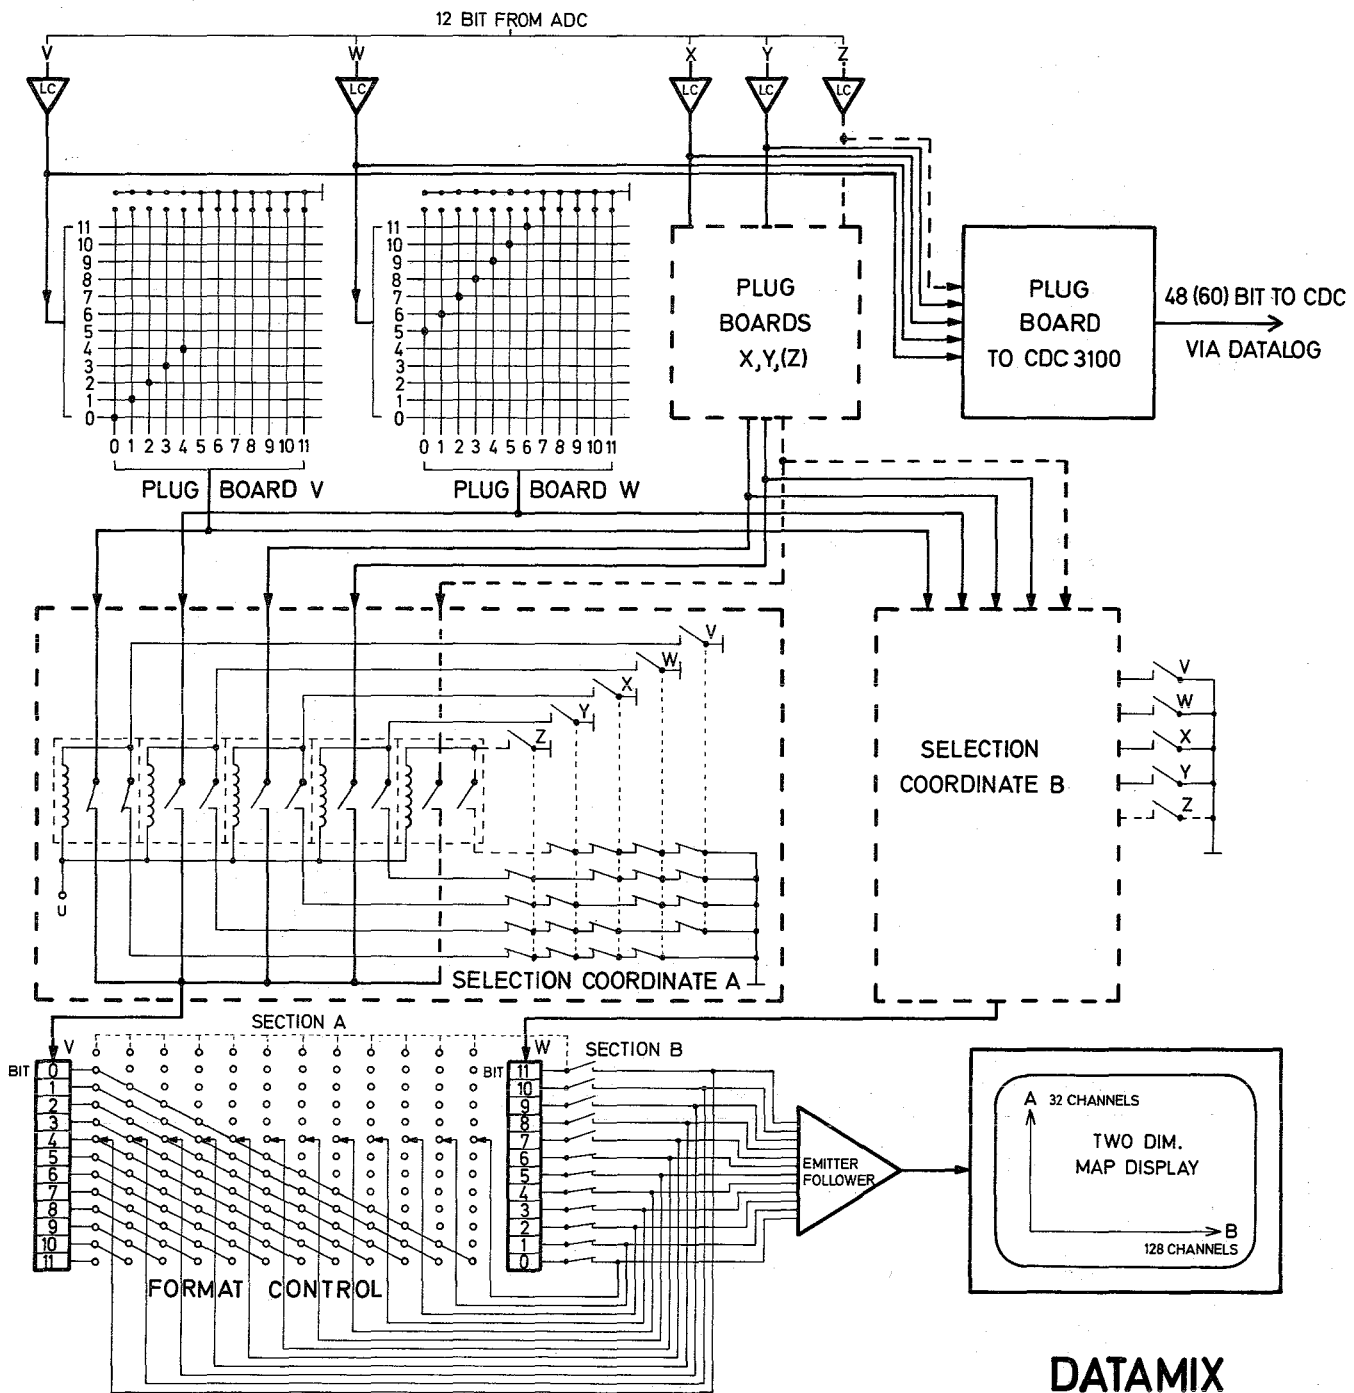 12 BIT FROM ADC
V W X Y Z
LC LC LC LC LC
11
10
9
8
7
6
5
4
3
2
1
0
0 1 2 3 4 5 6 7 8 9 10 11
PLUG BOARD V
11
10
9
8
7
6
5
4
3
2
1
0
0 1 2 3 4 5 6 7 8 9 10 11
PLUG BOARD W
PLUG
BOARDS
X,Y,(Z)
PLUG
BOARD
TO CDC 3100
48 (60) BIT TO CDC
VIA DATALOG
V
W
X
Y
Z
U
SELECTION COORDINATE A
SELECTION
COORDINATE B
V
W
X
Y
Z
SECTION A
V
BIT 0
1
2
3
4
5
6
7
8
9
10
11
FORMAT CONTROL
W
SECTION B
BIT 11
10
9
8
7
6
5
4
3
2
1
0
EMITTER
FOLLOWER
A 32 CHANNELS
TWO DIM.
MAP DISPLAY
B
128 CHANNELS
DATAMIX